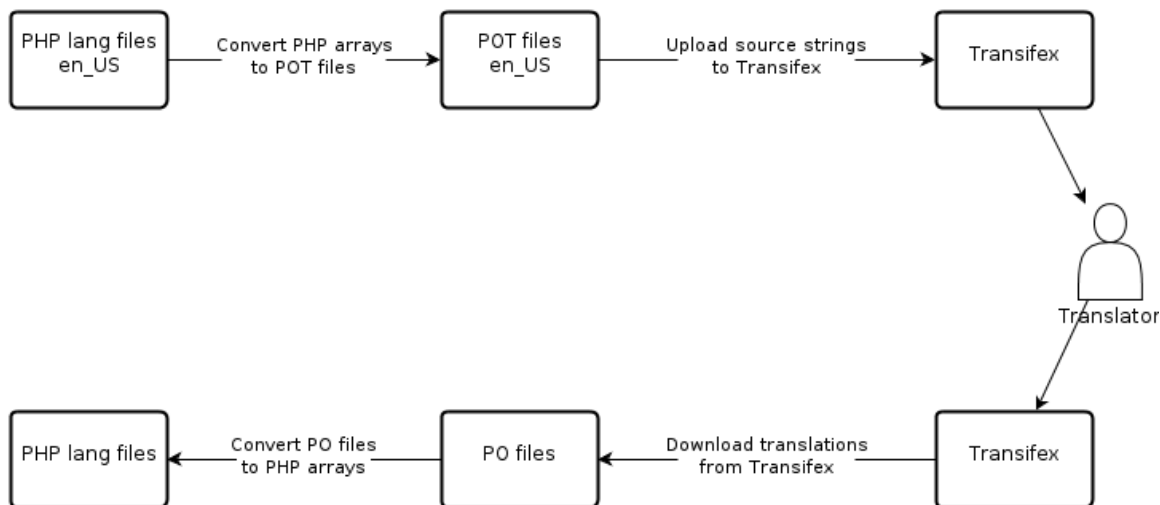 PHP lang files
en_US
Convert PHP arrays
to POT files
POT files
en_US
Upload source strings
to Transifex
Transifex
Translator
PHP lang files
Convert PO files
to PHP arrays
PO files
Download translations
from Transifex
Transifex